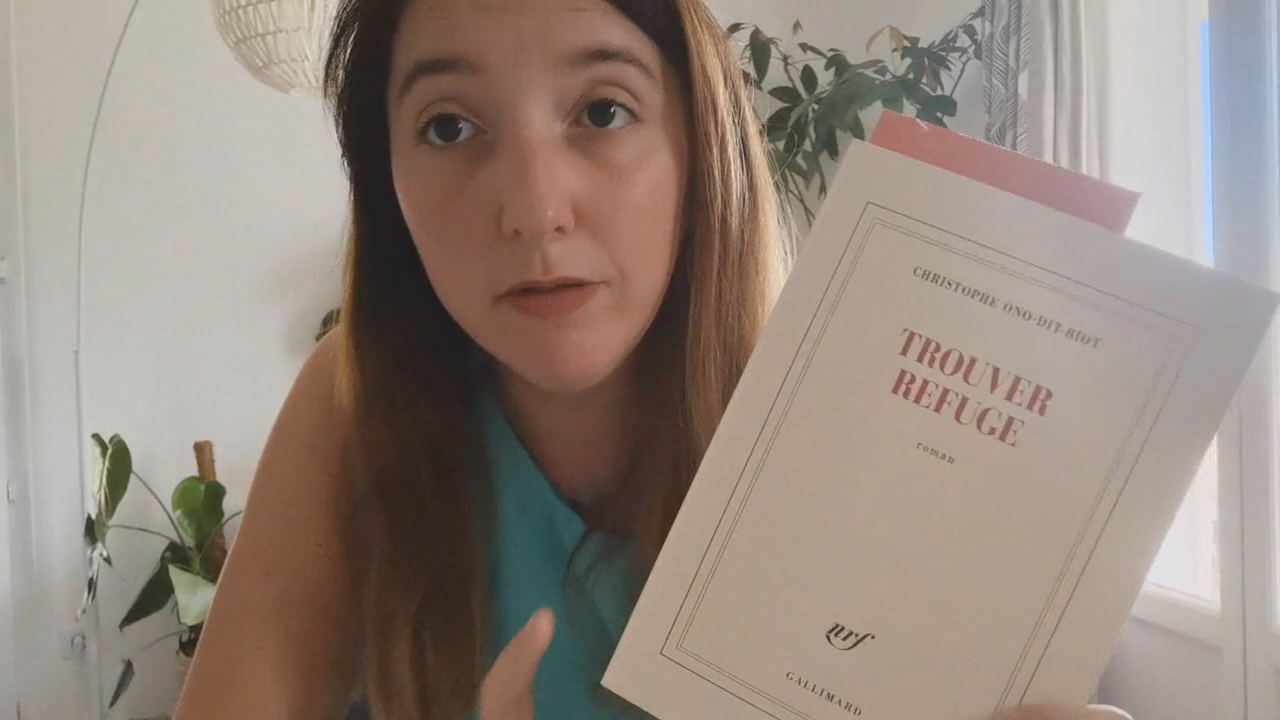 CHRISTOPHE ONO-DIT-BIOT
TROUVER
REFUGE
roman
nrf
GALLIMARD